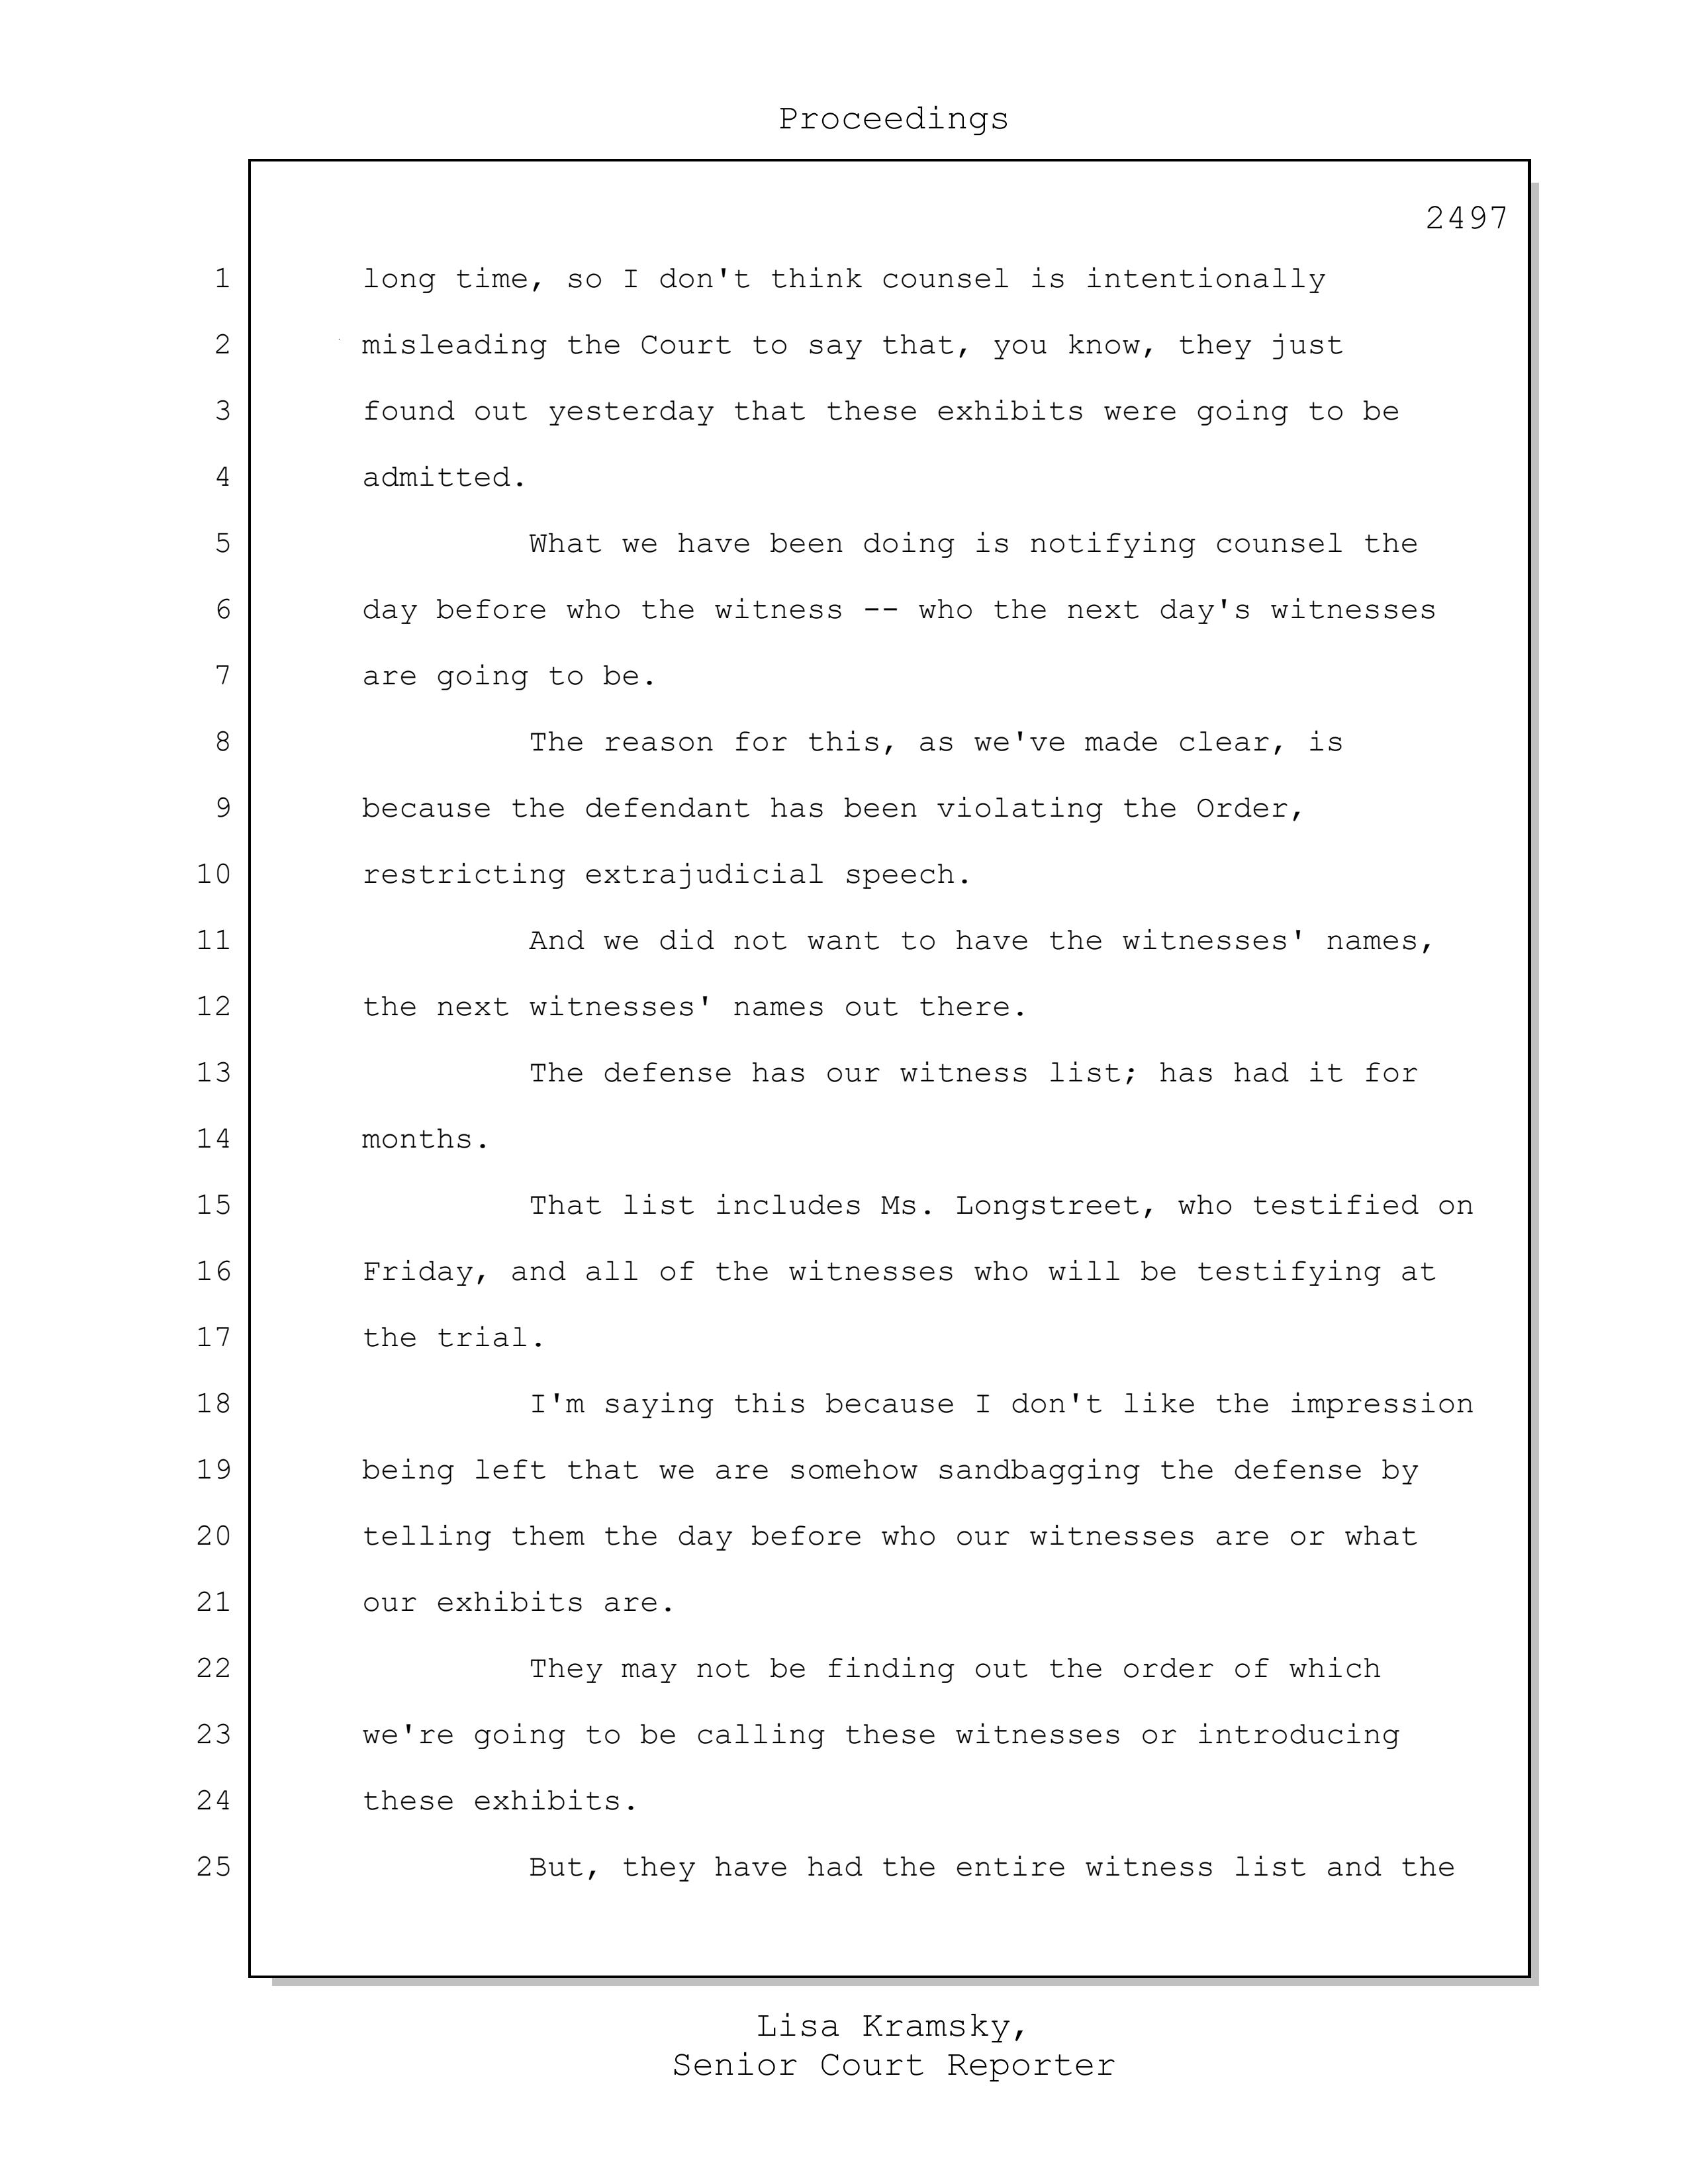 Proceedings
2497
1 long time, so I don't think counsel is intentionally
2 misleading the Court to say that, you know, they just
3 found out yesterday that these exhibits were going to be
4 admitted.
5 What we have been doing is notifying counsel the
6 day before who the witness -- who the next day's witnesses
7 are going to be.
8 The reason for this, as we've made clear, is
9 because the defendant has been violating the Order,
10 restricting extrajudicial speech.
11 And we did not want to have the witnesses' names,
12 the next witnesses' names out there.
13 The defense has our witness list; has had it for
14 months.
15 That list includes Ms. Longstreet, who testified on
16 Friday, and all of the witnesses who will be testifying at
17 the trial.
18 I'm saying this because I don't like the impression
19 being left that we are somehow sandbagging the defense by
20 telling them the day before who our witnesses are or what
21 our exhibits are.
22 They may not be finding out the order of which
23 we're going to be calling these witnesses or introducing
24 these exhibits.
25 But, they have had the entire witness list and the
Lisa Kramsky,
Senior Court Reporter